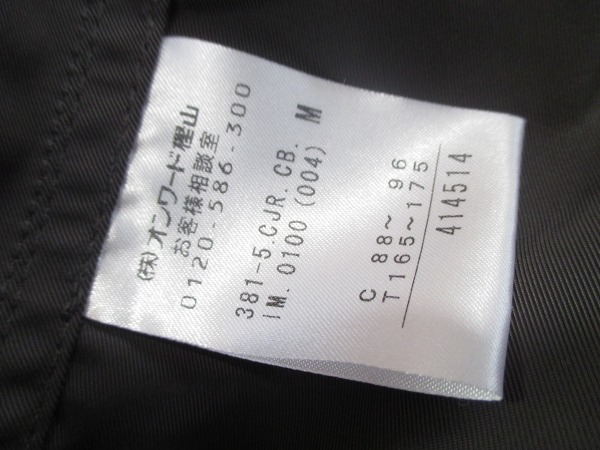 (株)オンワード樫山
お客様相談室
0120-586-300
381-5.CJR.CB. M
IM.0100(004)
C 88~ 96
T165~175
414514